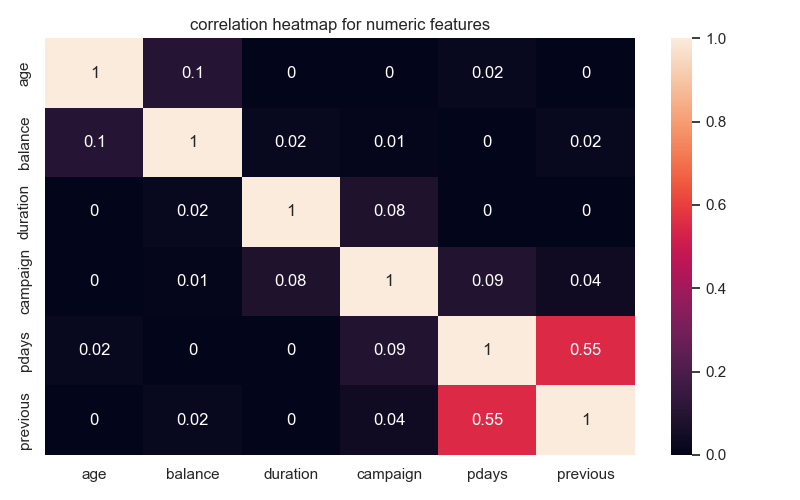 correlation heatmap for numeric features
age 1 0.1 0 0 0.02 0 1.0
balance 0.1 1 0.02 0.01 0 0.02 0.8
duration 0 0.02 1 0.08 0 0 0.6
campaign 0 0.01 0.08 1 0.09 0.04 0.4
pdays 0.02 0 0 0.09 1 0.55 0.2
previous 0 0.02 0 0.04 0.55 1 0.0
age balance duration campaign pdays previous